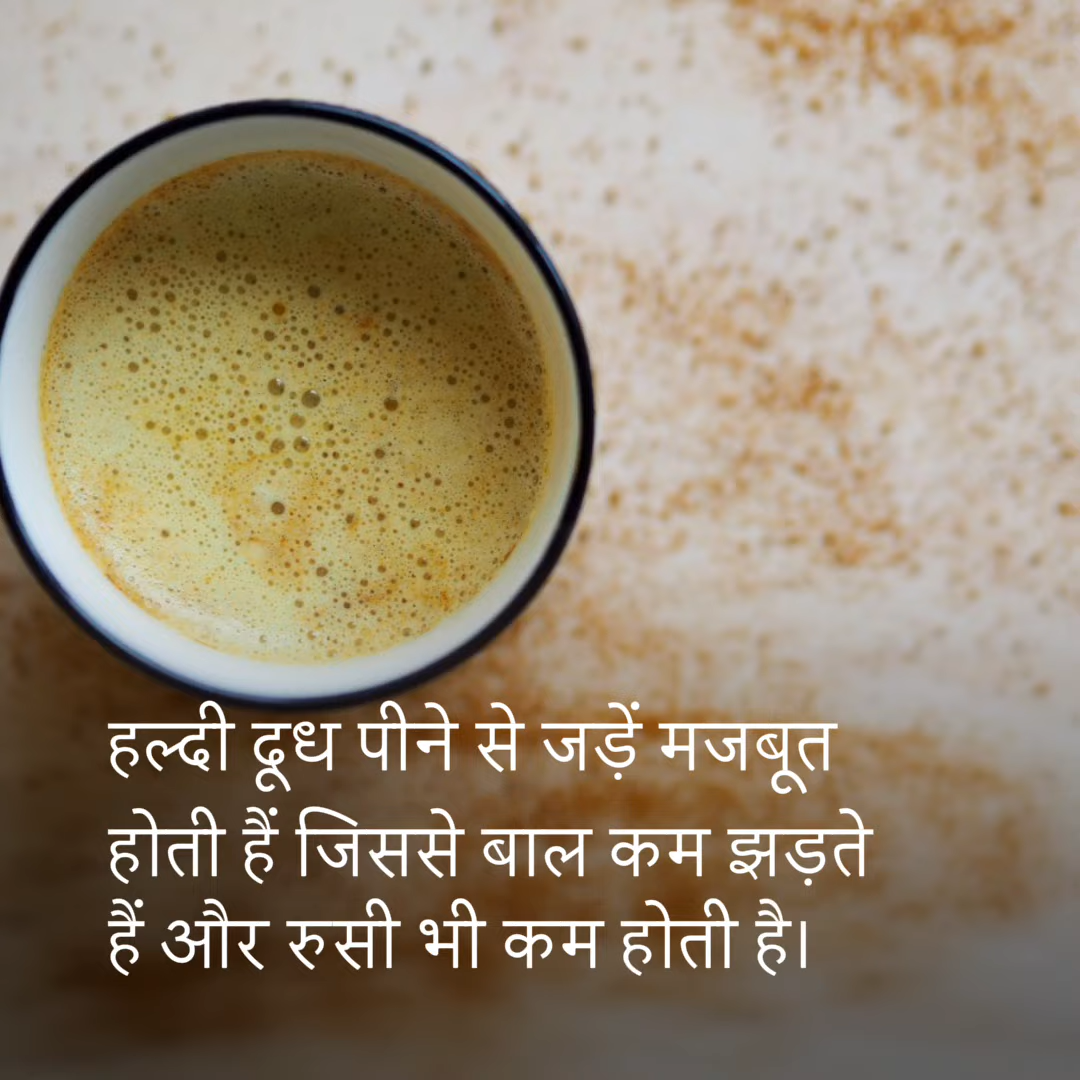 हल्दी दूध पीने से जड़ें मजबूत
होती हैं जिससे बाल कम झड़ते
हैं और रुसी भी कम होती है।